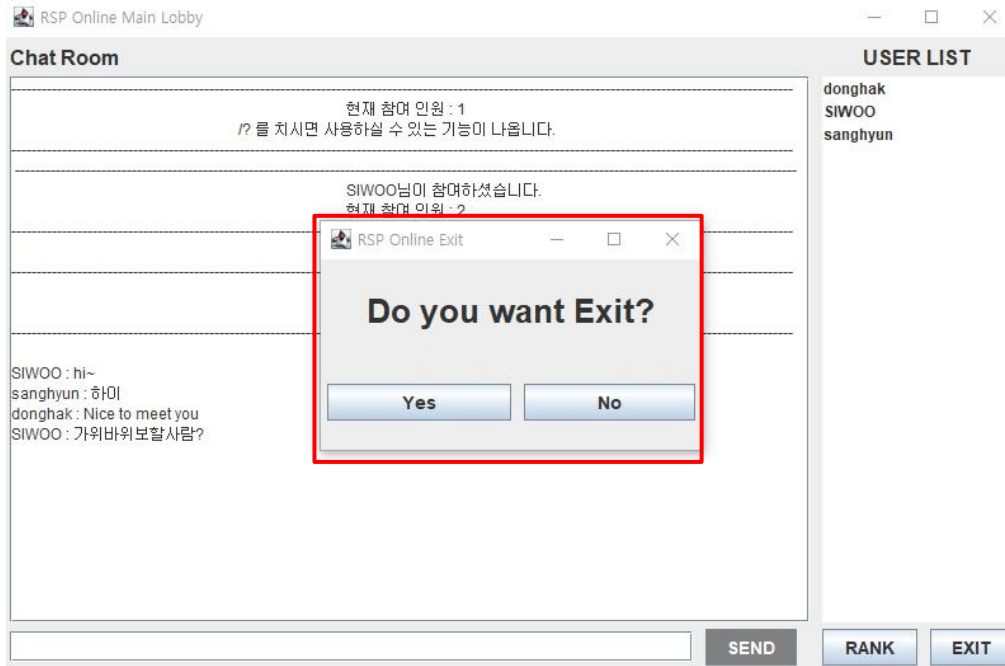 RSP Online Main Lobby
Chat Room
USER LIST
현재 참여 인원 : 1
/? 를 치시면 사용하실 수 있는 기능이 나옵니다.
SIWOO님이 참여하셨습니다.
현재 참여 인원 : 2
SIWOO : hi~
sanghyun : 하이
donghak : Nice to meet you
SIWOO : 가위바위보할사람?
RSP Online Exit
Do you want Exit?
Yes
No
donghak
SIWOO
sanghyun
SEND
RANK
EXIT